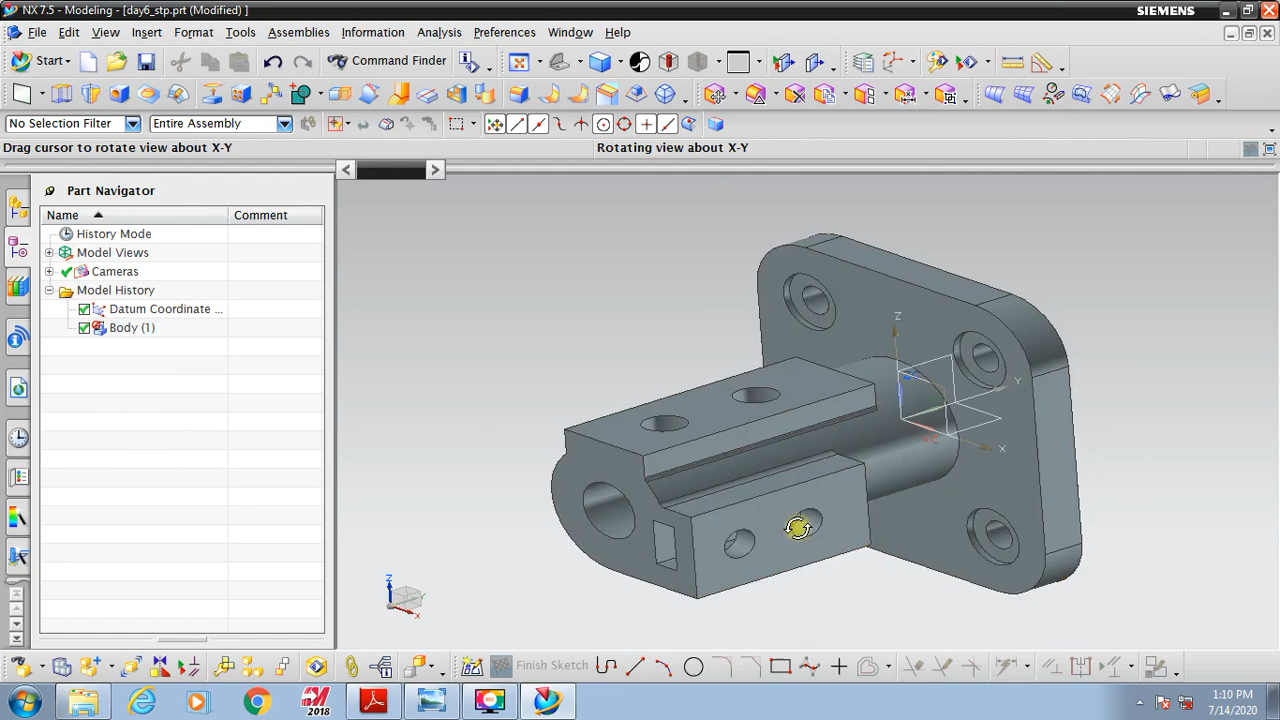 NX 7.5 - Modeling - [day6_stp.prt (Modified) ]
SIEMENS
File Edit View Insert Format Tools Assemblies Information Analysis Preferences Window Help
Start Command Finder
No Selection Filter Entire Assembly
Drag cursor to rotate view about X-Y Rotating view about X-Y
Part Navigator
Name Comment
History Mode
Model Views
Cameras
Model History
Datum Coordinate ...
Body (1)
Z
Y
X
XC
Z
Y
X
Finish Sketch
REC
2018
1:10 PM
7/14/2020